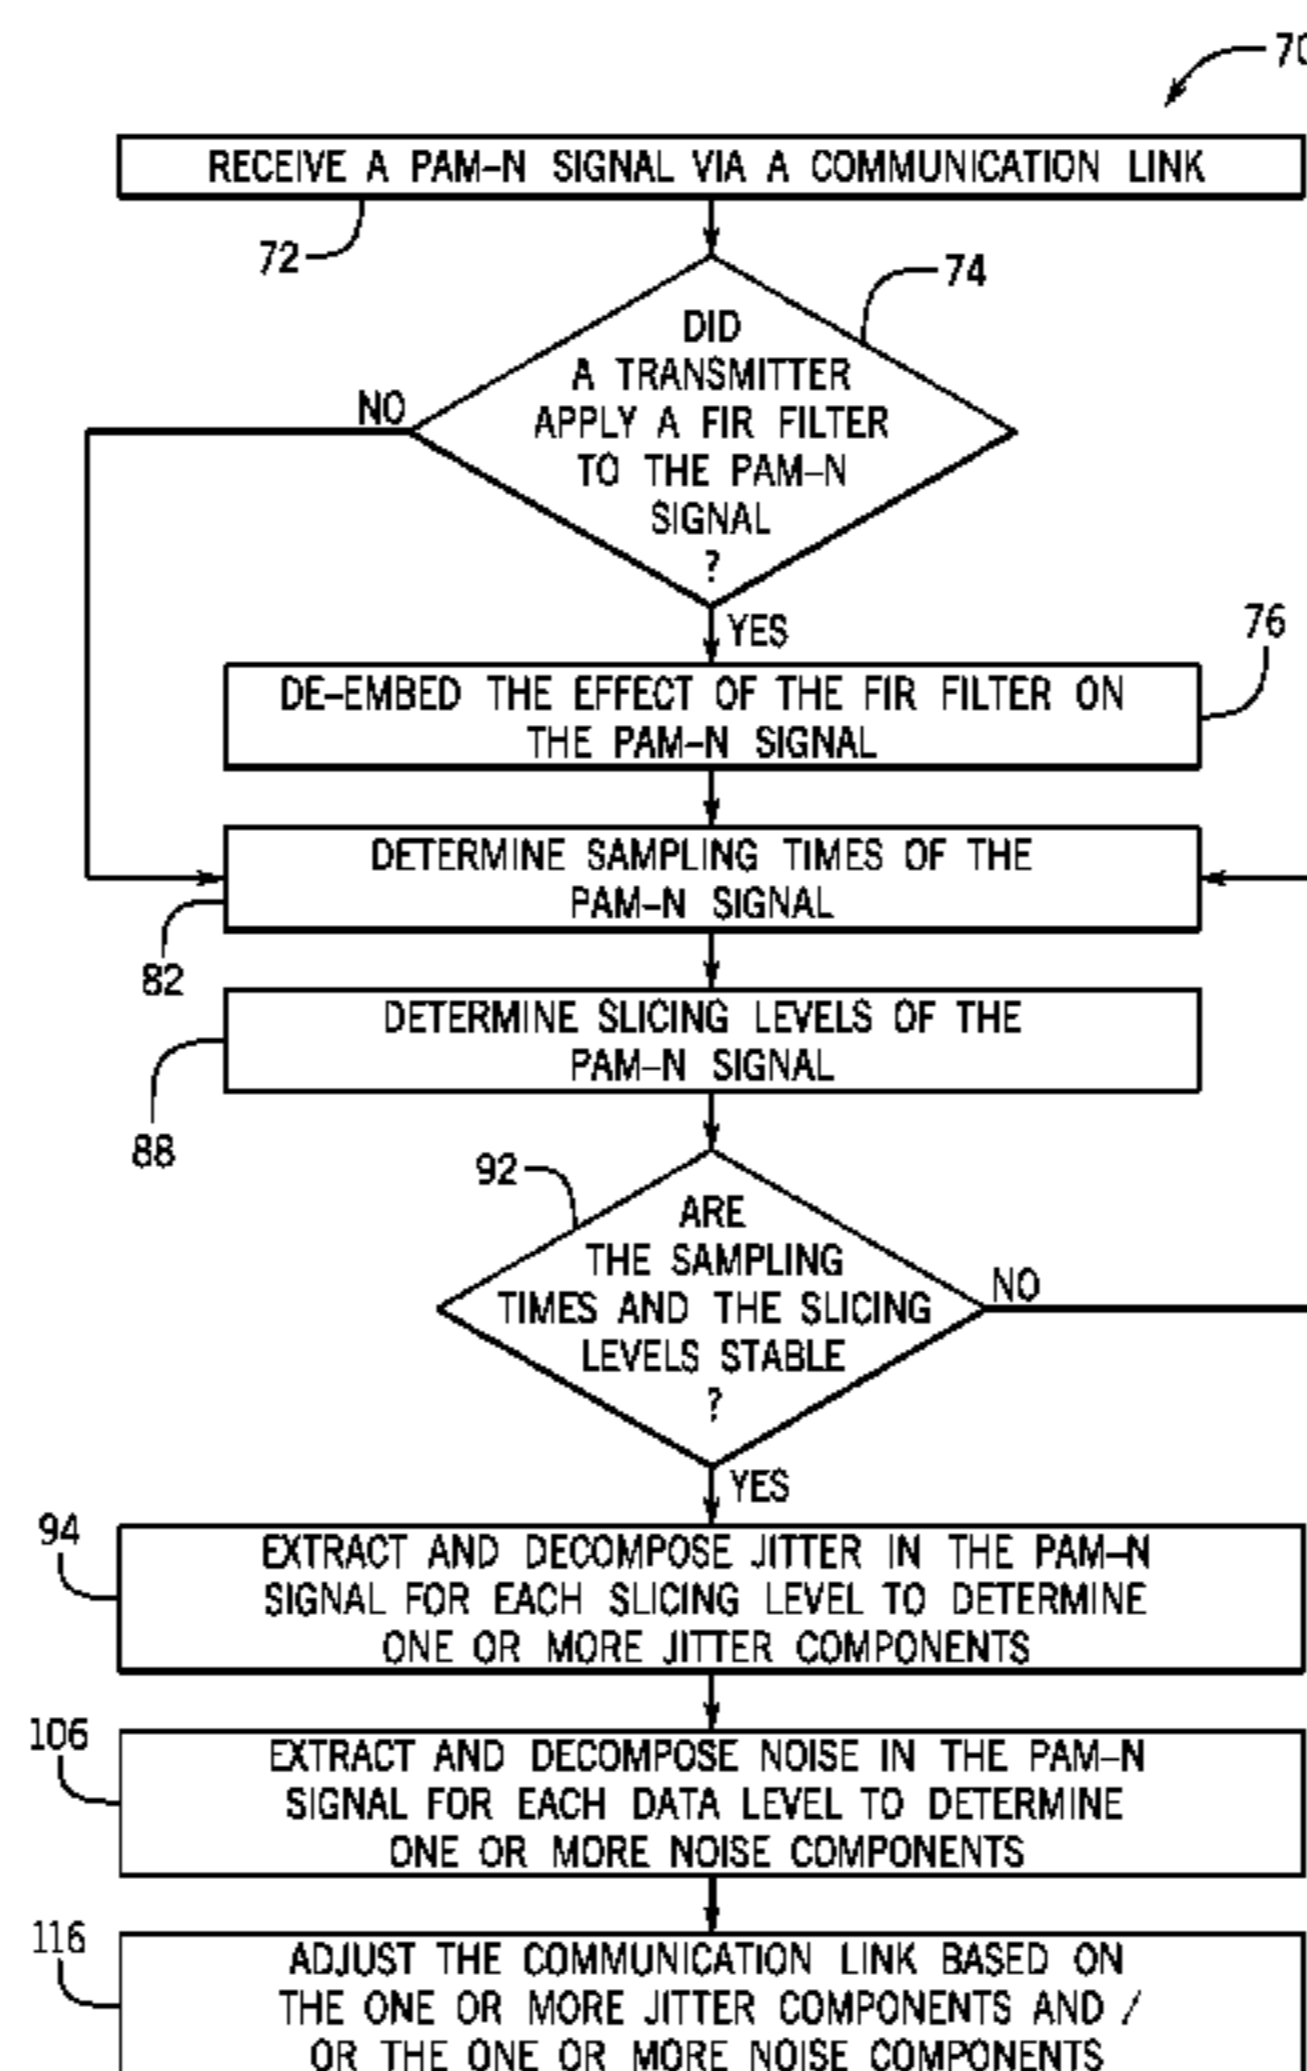 70
RECEIVE A PAM-N SIGNAL VIA A COMMUNICATION LINK
72
74
DID
A TRANSMITTER
APPLY A FIR FILTER
TO THE PAM-N
SIGNAL
?
NO
YES
76
DE-EMBED THE EFFECT OF THE FIR FILTER ON
THE PAM-N SIGNAL
DETERMINE SAMPLING TIMES OF THE
PAM-N SIGNAL
82
DETERMINE SLICING LEVELS OF THE
PAM-N SIGNAL
88
92
ARE
THE SAMPLING
TIMES AND THE SLICING
LEVELS STABLE
?
NO
YES
94
EXTRACT AND DECOMPOSE JITTER IN THE PAM-N
SIGNAL FOR EACH SLICING LEVEL TO DETERMINE
ONE OR MORE JITTER COMPONENTS
106
EXTRACT AND DECOMPOSE NOISE IN THE PAM-N
SIGNAL FOR EACH DATA LEVEL TO DETERMINE
ONE OR MORE NOISE COMPONENTS
116
ADJUST THE COMMUNICATION LINK BASED ON
THE ONE OR MORE JITTER COMPONENTS AND /
OR THE ONE OR MORE NOISE COMPONENTS